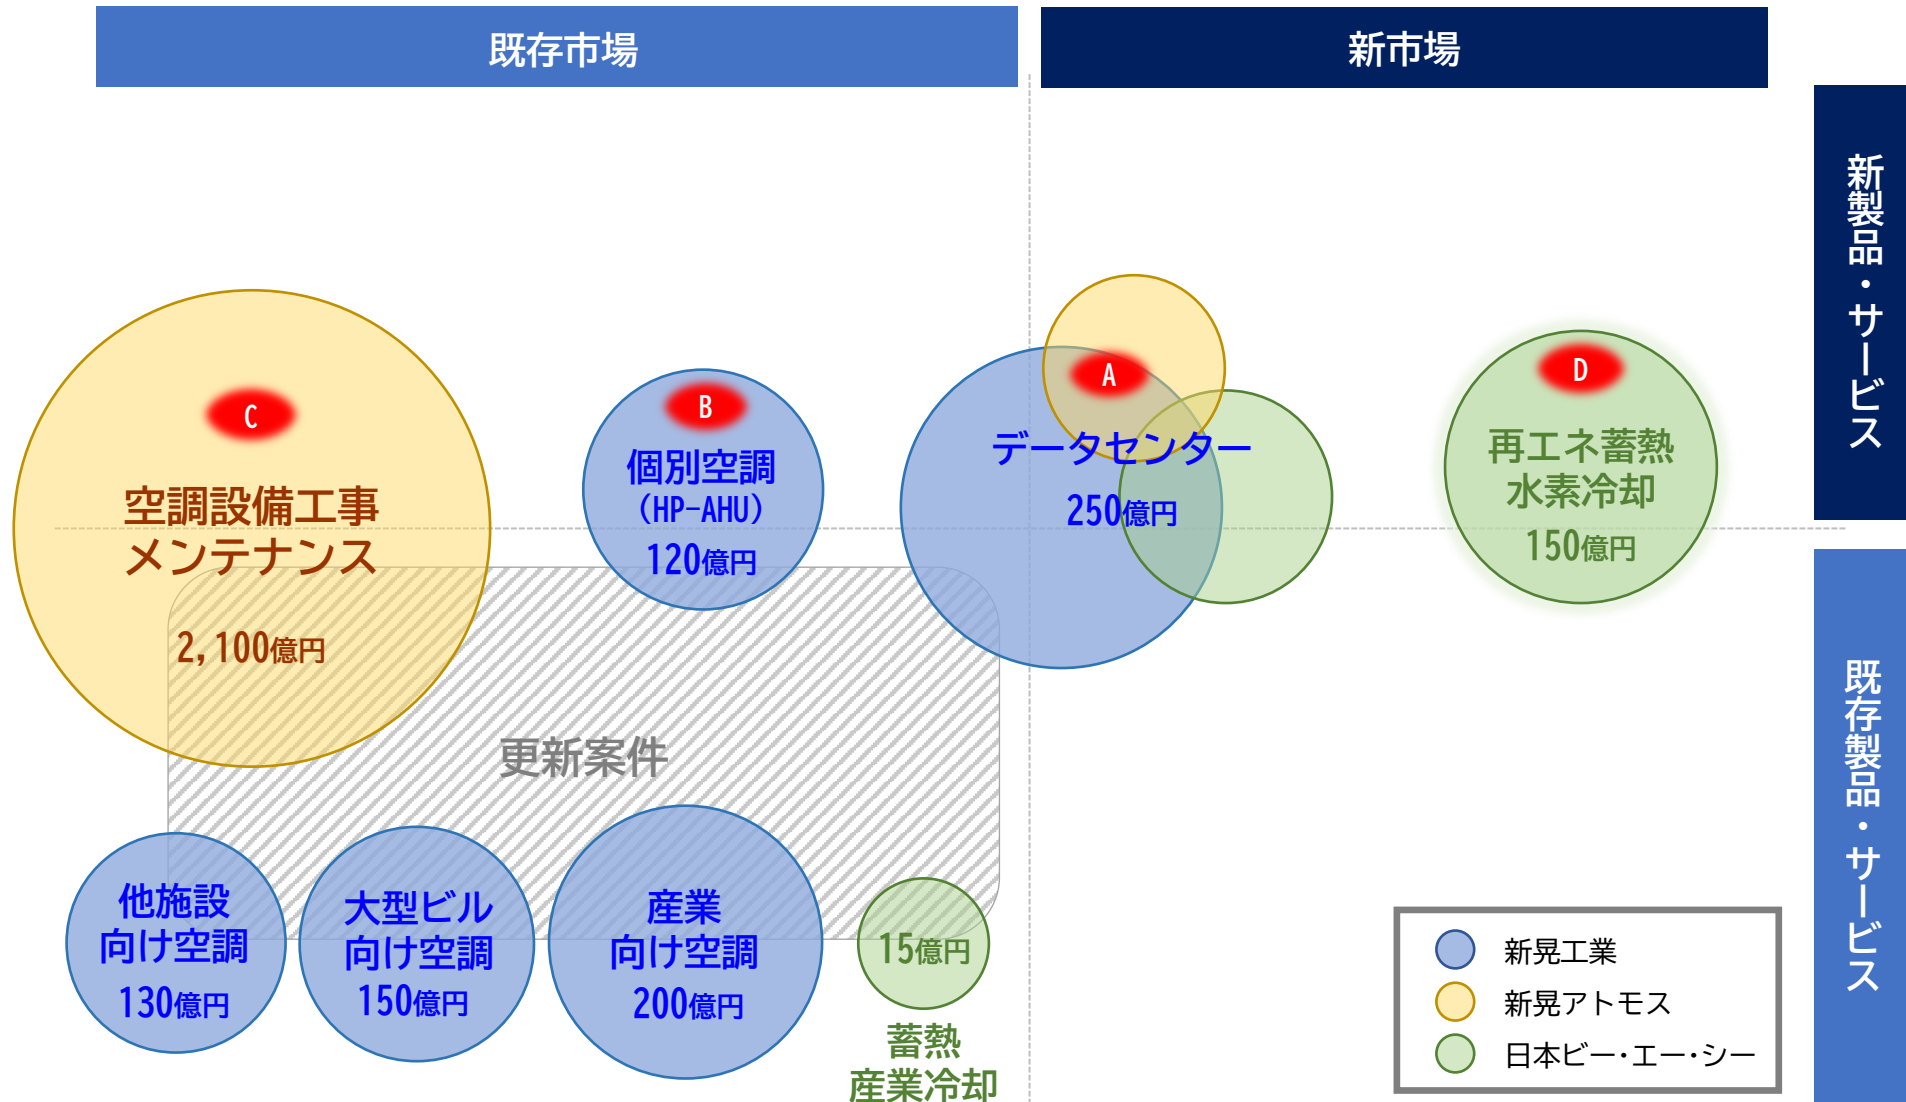 既存市場
新市場
新製品・サービス
既存製品・サービス
C
空調設備工事
メンテナンス
2,100億円
B
個別空調
(HP-AHU)
120億円
A
データセンター
250億円
D
再エネ蓄熱
水素冷却
150億円
更新案件
他施設
向け空調
130億円
大型ビル
向け空調
150億円
産業
向け空調
200億円
15億円
蓄熱
産業冷却
新晃工業
新晃アトモス
日本ビー・エー・シー